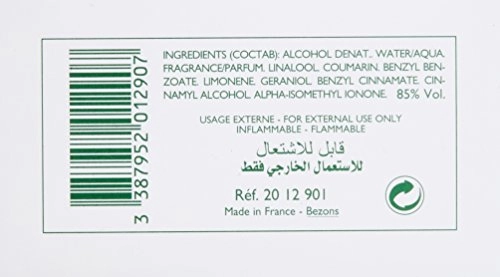 INGREDIENTS (COCTAB): ALCOHOL DENAT., WATER/AQUA,
FRAGRANCE/PARFUM, LINALOOL, COUMARIN, BENZYL BEN-
ZOATE, LIMONENE, GERANIOL, BENZYL CINNAMATE, CIN-
NAMYL ALCOHOL, ALPHA-ISOMETHYL IONONE. 85% Vol.
USAGE EXTERNE - FOR EXTERNAL USE ONLY
INFLAMMABLE - FLAMMABLE
قابل للاشتعال
للاستعمال الخارجي فقط
Réf. 20 12 901
Made in France - Bezons
3 387952 012907